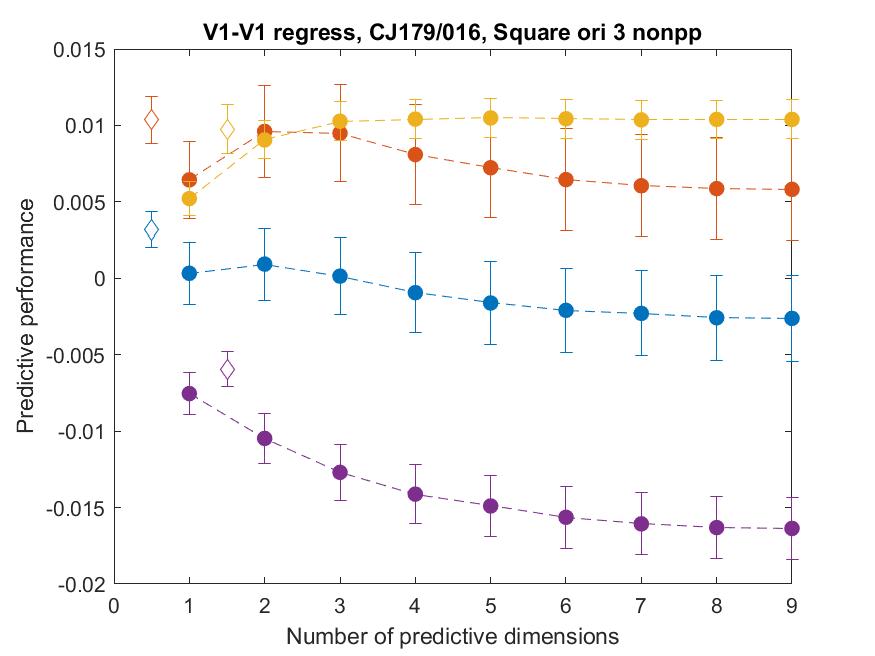 V1-V1 regress, CJ179/016, Square ori 3 nonpp
Predictive performance
0.015
0.01
0.005
0
-0.005
-0.01
-0.015
-0.02
0 1 2 3 4 5 6 7 8 9
Number of predictive dimensions